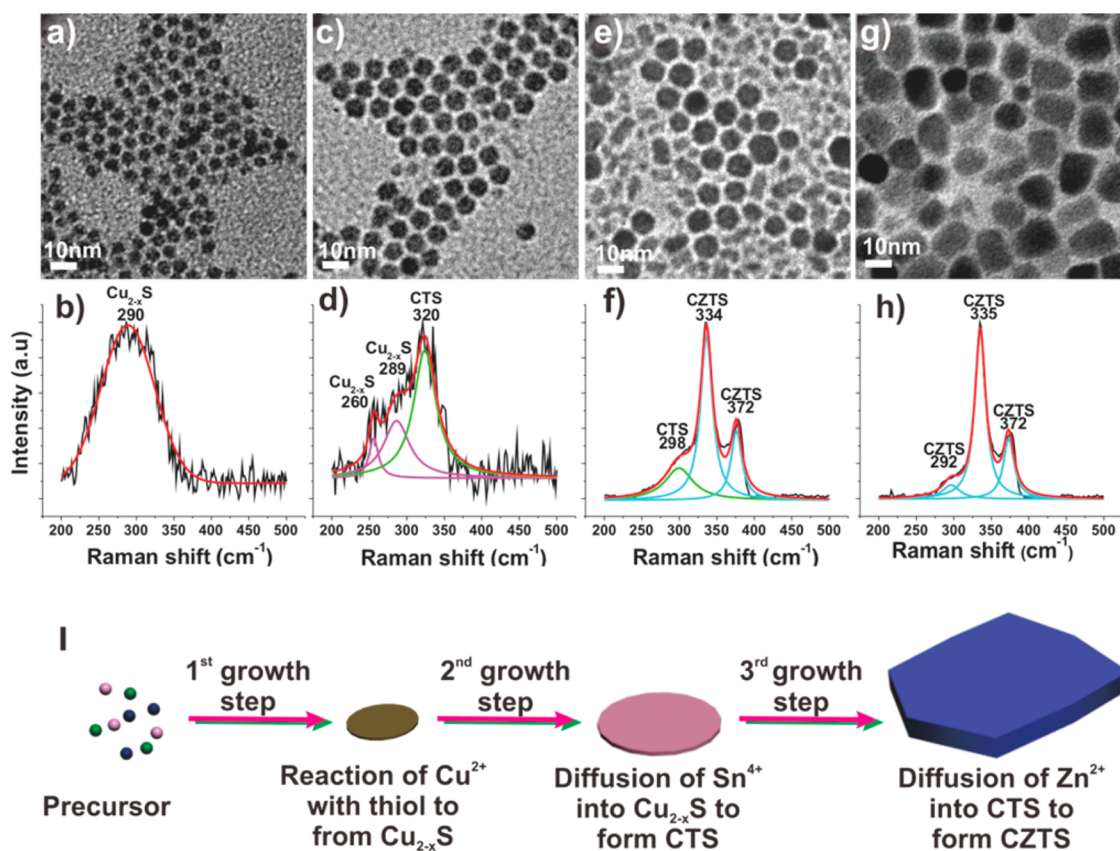 a)
10nm
c)
10nm
e)
10nm
g)
10nm
Intensity (a.u)
b)
Cu2-xS
290
200 250 300 350 400 450 500
Raman shift (cm-1)
d)
CTS
320
Cu2-xS
289
Cu2-xS
260
200 250 300 350 400 450 500
Raman shift (cm-1)
f)
CZTS
334
CZTS
372
CTS
298
200 250 300 350 400 450 500
Raman shift (cm-1)
h)
CZTS
335
CZTS
372
CZTS
292
200 250 300 350 400 450 500
Raman shift (cm-1)
I
Precursor
1st growth
step
Reaction of Cu2+
with thiol to
from Cu2-xS
2nd growth
step
Diffusion of Sn4+
into Cu2-xS to
form CTS
3rd growth
step
Diffusion of Zn2+
into CTS to
form CZTS